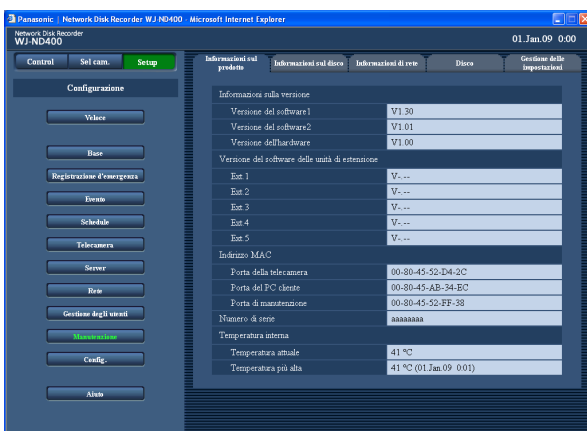 Panasonic | Network Disk Recorder WJ-ND400 - Microsoft Internet Explorer
Network Disk Recorder
WJ-ND400
01.Jan.09 0:00
Control
Sel cam.
Setup
Configurazione
Veloce
Base
Registrazione d'emergenza
Evento
Schedule
Telecamera
Server
Rete
Gestione degli utenti
Manutenzione
Config.
Aiuto
Informazioni sul
prodotto
Informazioni sul disco
Informazioni di rete
Disco
Gestione delle
impostazioni
Informazioni sulla versione
Versione del software1 V1.30
Versione del software2 V1.01
Versione dell'hardware V1.00
Versione del software delle unità di estensione
Ext.1 V-.--
Ext.2 V-.--
Ext.3 V-.--
Ext.4 V-.--
Ext.5 V-.--
Indirizzo MAC
Porta della telecamera 00-80-45-52-D4-2C
Porta del PC cliente 00-80-45-AB-34-EC
Porta di manutenzione 00-80-45-52-FF-38
Numero di serie aaaaaaaa
Temperatura interna
Temperatura attuale 41 °C
Temperatura più alta 41 °C (01.Jan.09 0:01)